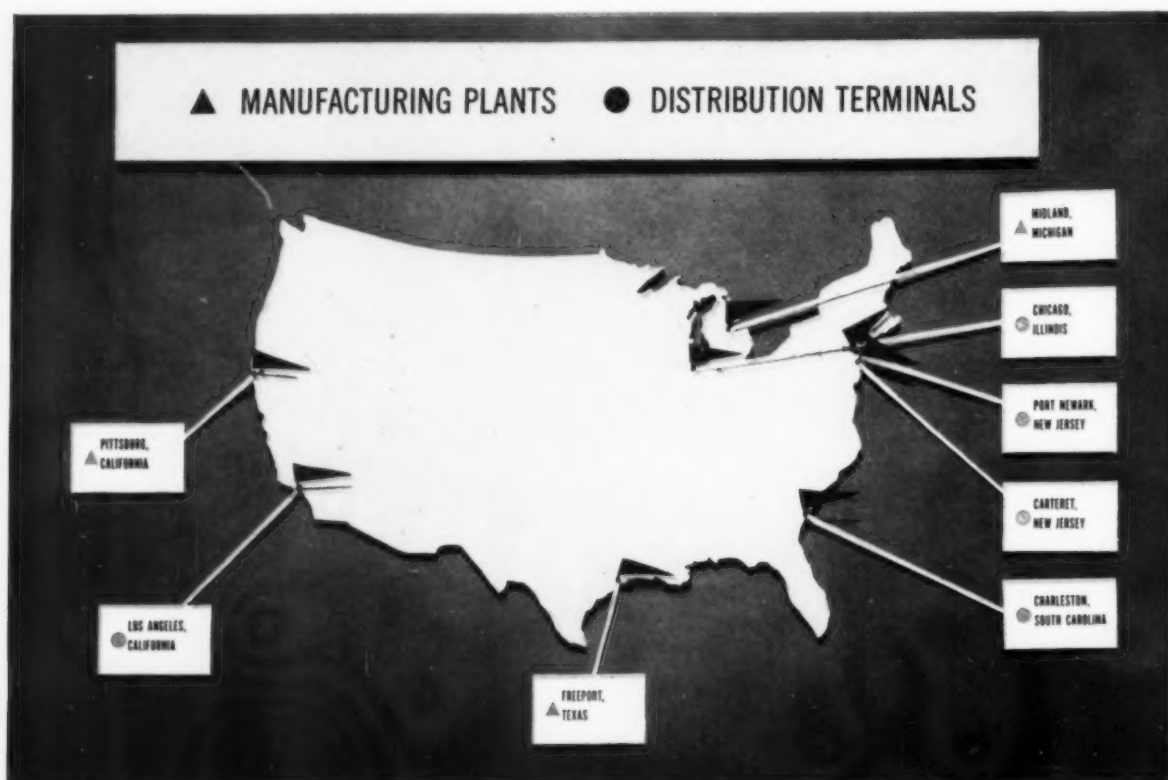 MANUFACTURING PLANTS DISTRIBUTION TERMINALS
MIDLAND,
MICHIGAN
CHICAGO,
ILLINOIS
PORT NEWARK,
NEW JERSEY
PITTSBURG,
CALIFORNIA
CARTERET,
NEW JERSEY
CHARLESTON,
SOUTH CAROLINA
LOS ANGELES,
CALIFORNIA
FREEPORT,
TEXAS